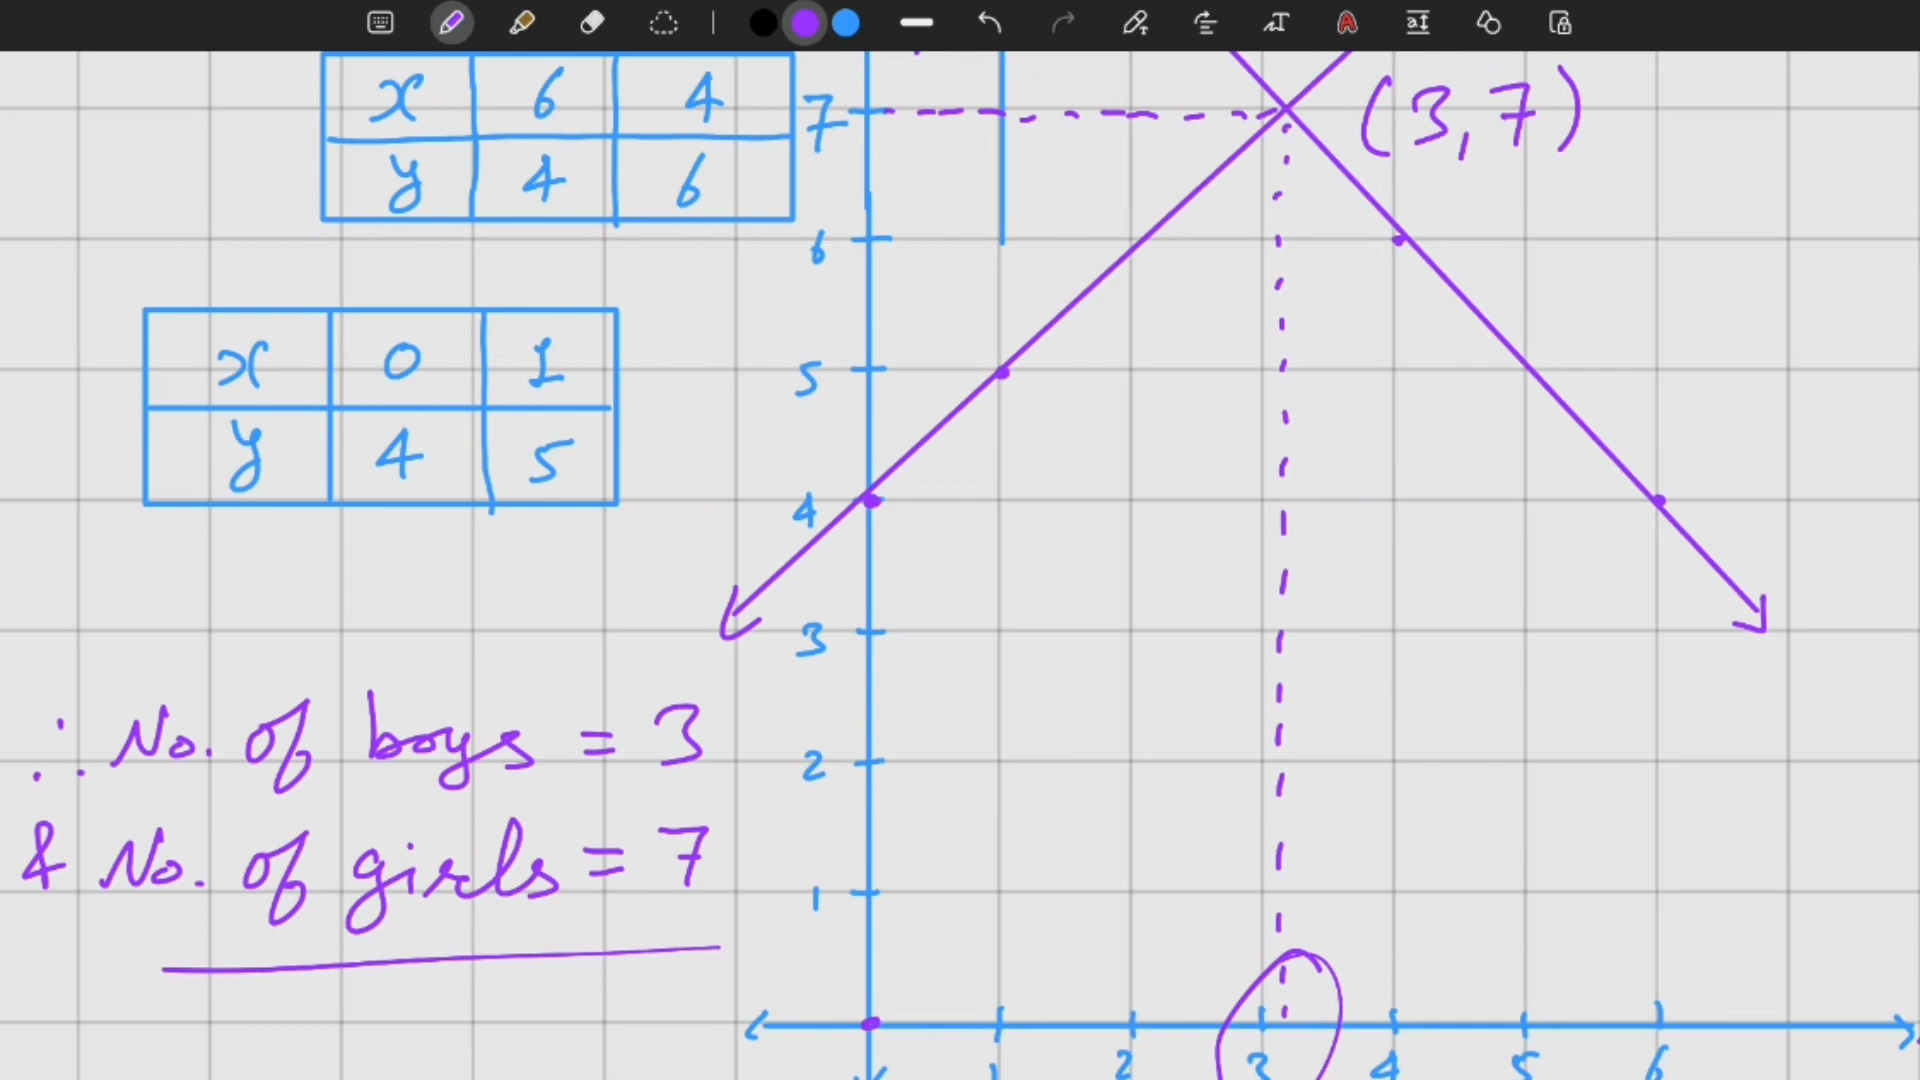 x 6 4
y 4 6
x 0 1
y 4 5
∴ No. of boys = 3
& No. of girls = 7
(3, 7)
7
6
5
4
3
2
1
1 2 3 4 5 6